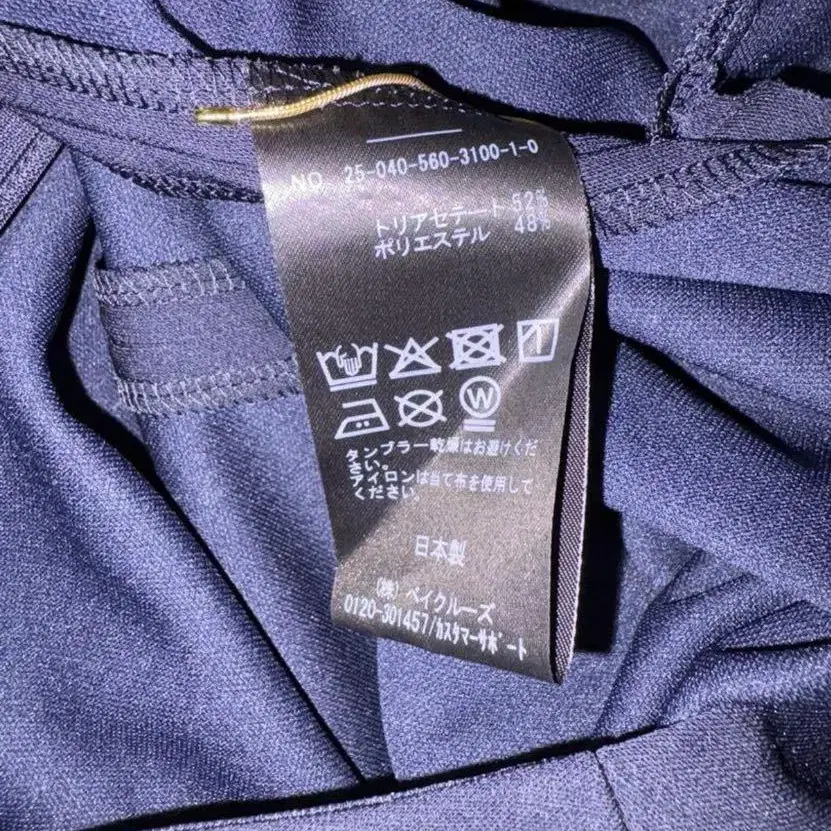 NO 25-040-560-3100-1-0
トリアセテート 52%
ポリエステル 48%
W
タンブラー乾燥はお避けくだ
さい。
アイロンは当て布を使用して
ください。
日本製
(株) ベイクルーズ
0120-301457/カスタマーサポート